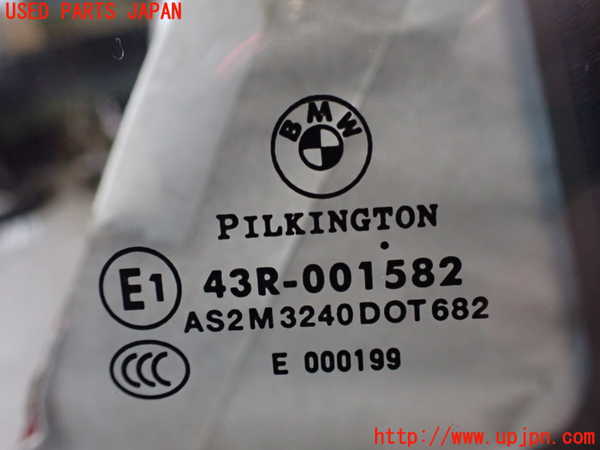 USED PARTS JAPAN
BMW
PILKINGTON
E1 43R-001582
AS2 M3240 DOT 682
CCC E 000199
http://www.upjpn.com/